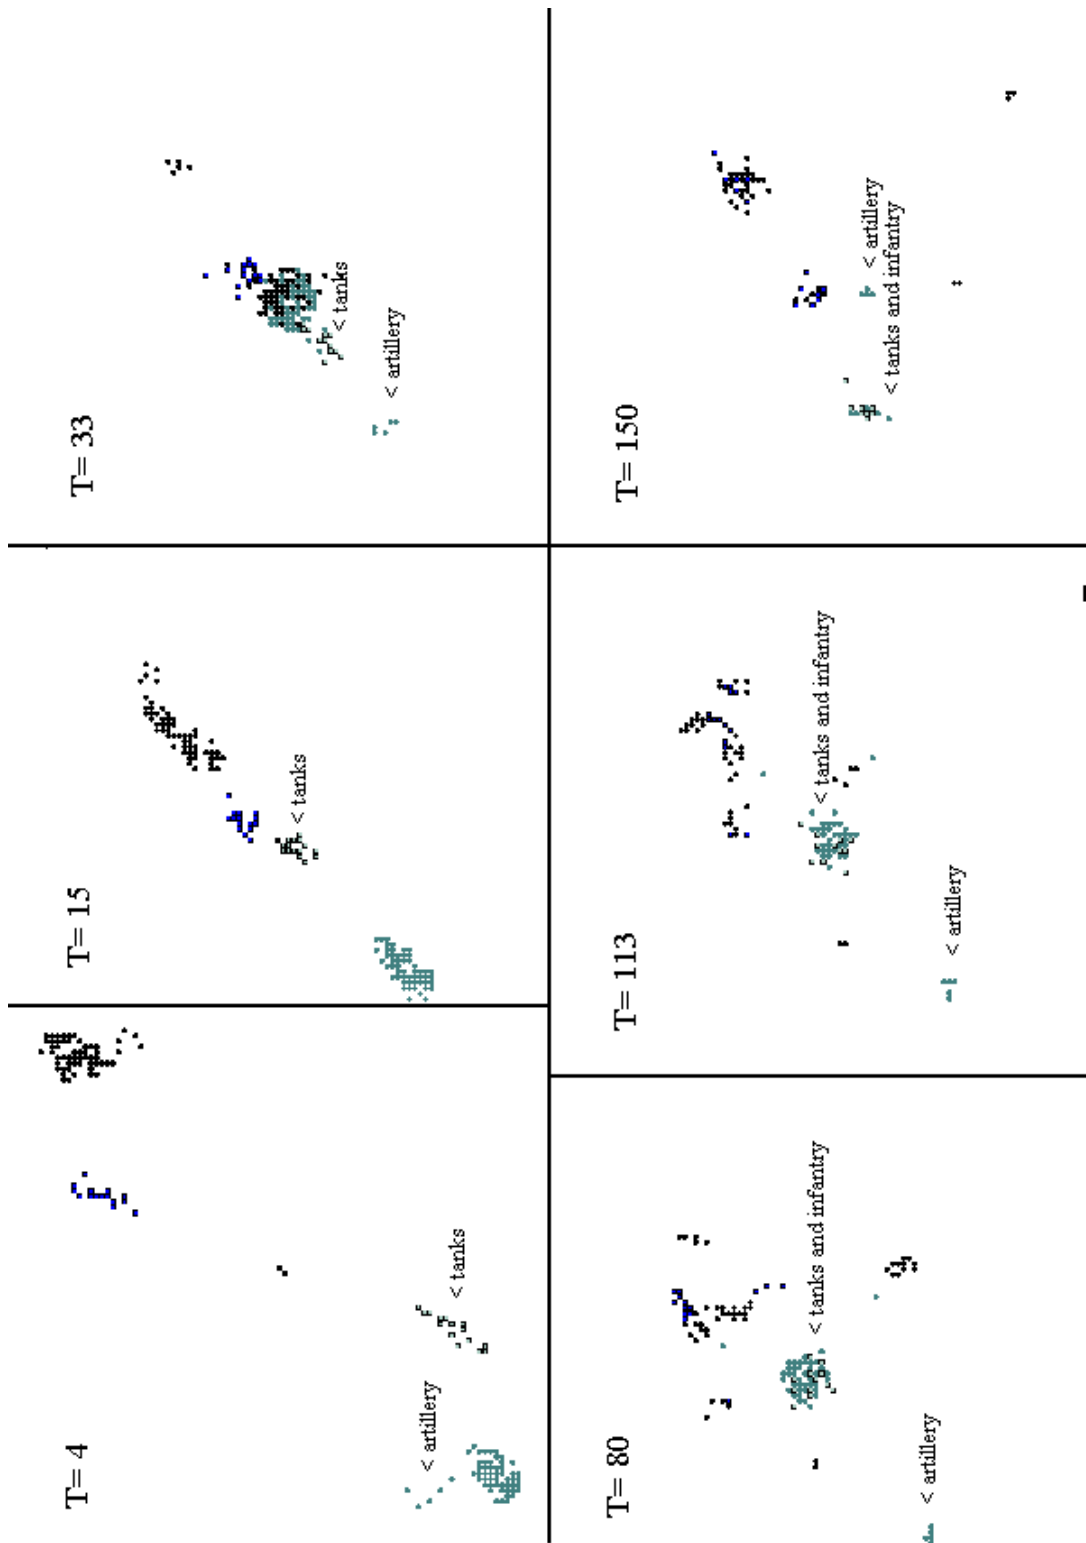 T= 4
< artillery
< tanks
T= 15
< tanks
T= 33
< tanks
< artillery
T= 80
< tanks and infantry
< artillery
T= 113
< tanks and infantry
< artillery
T= 150
< artillery
< tanks and infantry